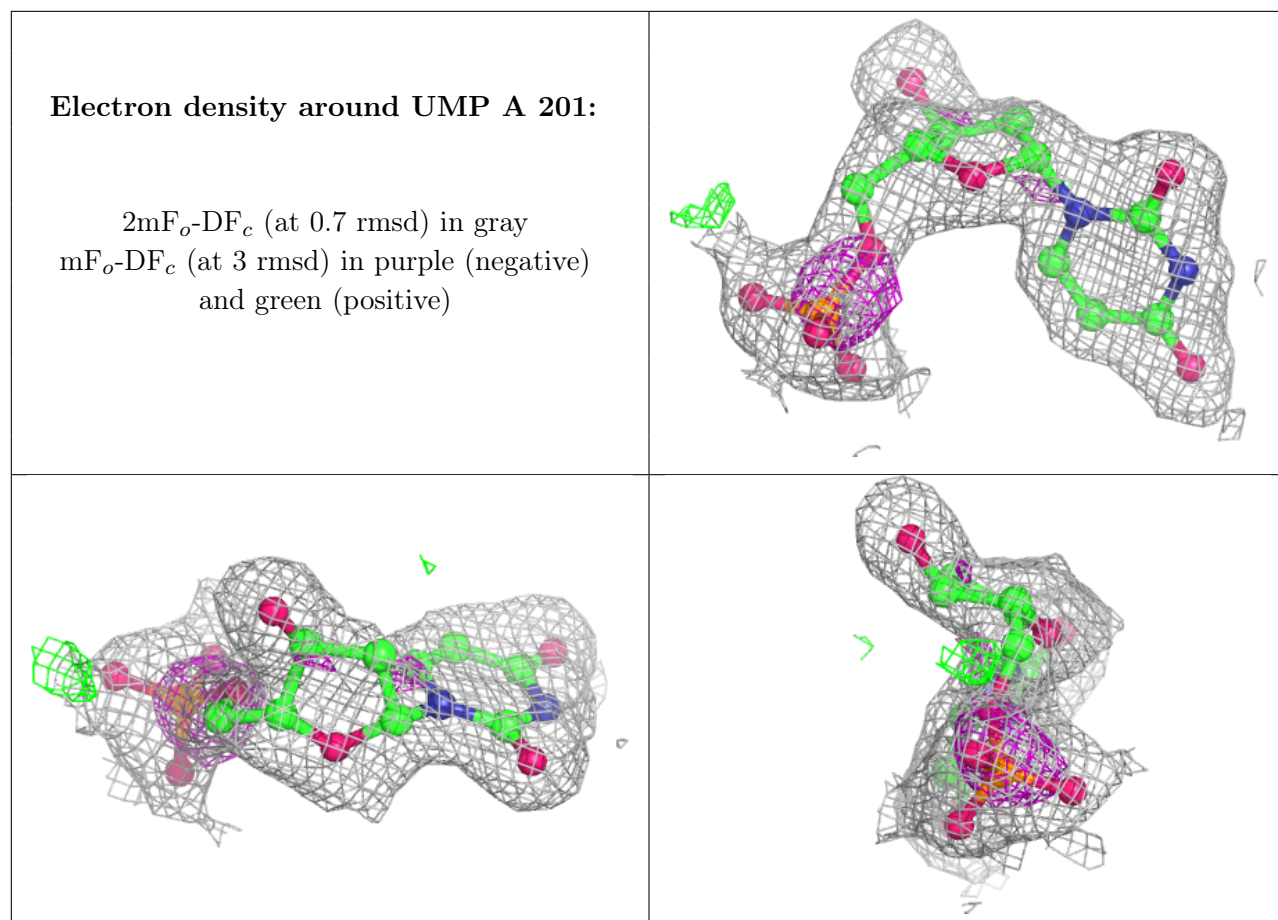 Electron density around UMP A 201:
2mFₒ-DF𝒸 (at 0.7 rmsd) in gray
mFₒ-DF𝒸 (at 3 rmsd) in purple (negative)
and green (positive)